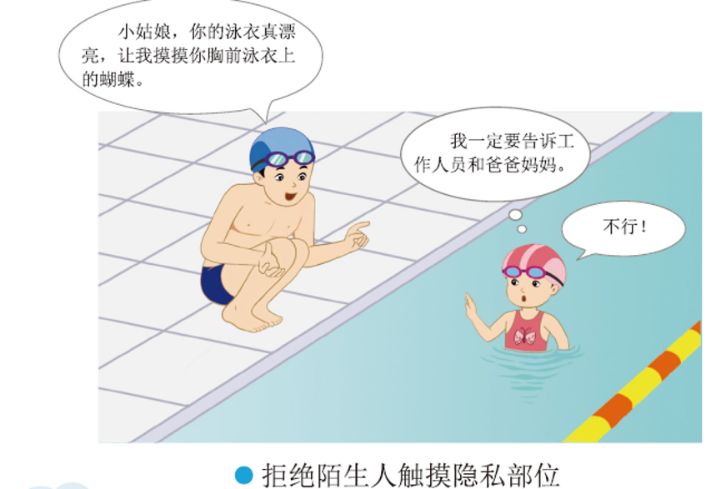 小姑娘，你的泳衣真漂
亮，让我摸摸你胸前泳衣上
的蝴蝶。
我一定要告诉工
作人员和爸爸妈妈。
不行！
拒绝陌生人触摸隐私部位